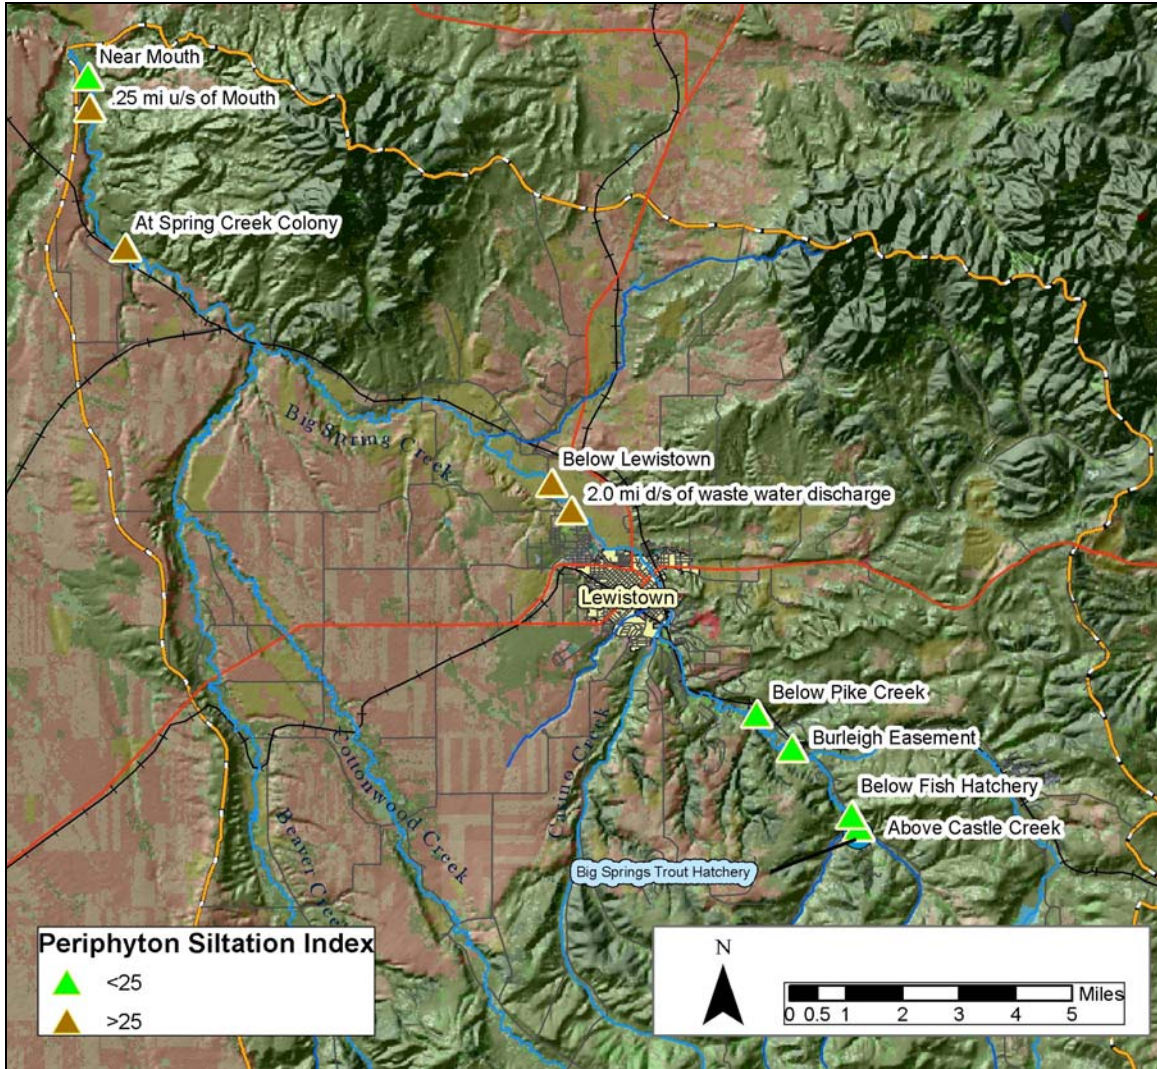 Near Mouth
.25 mi u/s of Mouth
At Spring Creek Colony
Big Spring Creek
Below Lewistown
2.0 mi d/s of waste water discharge
Lewistown
Below Pike Creek
Burleigh Easement
Below Fish Hatchery
Above Castle Creek
Big Springs Trout Hatchery
Casino Creek
Cottonwood Creek
Beaver Creek
Periphyton Siltation Index
<25
>25
N
Miles
0 0.5 1 2 3 4 5